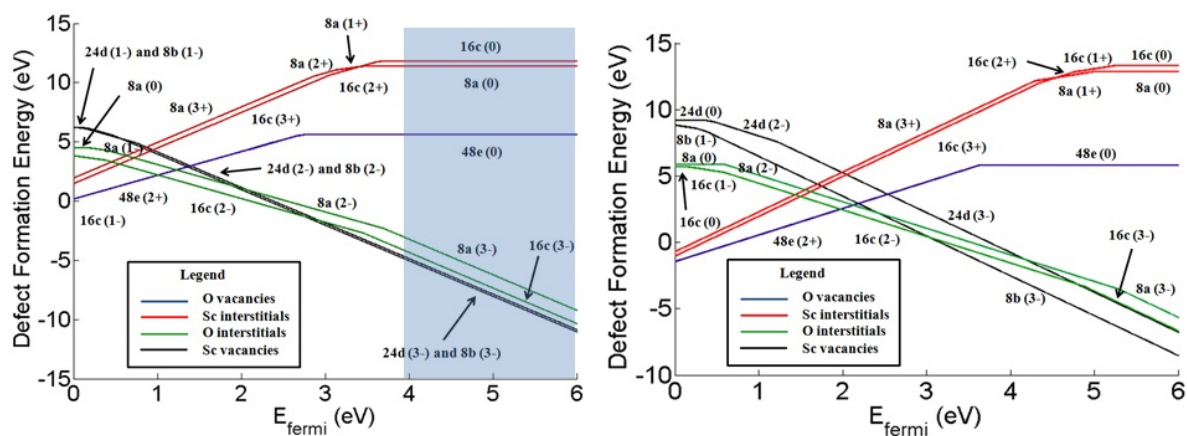 15
10
5
0
-5
-10
-15
Defect Formation Energy (eV)
24d (1-) and 8b (1-)
8a (0)
8a (1-)
16c (1-)
8a (3+)
48e (2+)
8a (2+)
8a (1+)
16c (2+)
16c (3+)
16c (0)
8a (0)
48e (0)
24d (2-) and 8b (2-)
16c (2-)
8a (2-)
8a (3-)
16c (3-)
24d (3-) and 8b (3-)
Legend
O vacancies
Sc interstitials
O interstitials
Sc vacancies
0 1 2 3 4 5 6
Efermi (eV)
15
10
5
0
-5
-10
Defect Formation Energy (eV)
24d (0)
24d (2-)
8b (1-)
8a (0)
8a (2-)
16c (1-)
16c (0)
48e (2+)
8a (3+)
16c (3+)
16c (2+)
16c (1+)
8a (1+)
16c (0)
8a (0)
48e (0)
16c (2-)
24d (3-)
16c (3-)
8b (3-)
8a (3-)
Legend
O vacancies
Sc interstitials
O interstitials
Sc vacancies
0 1 2 3 4 5 6
Efermi (eV)